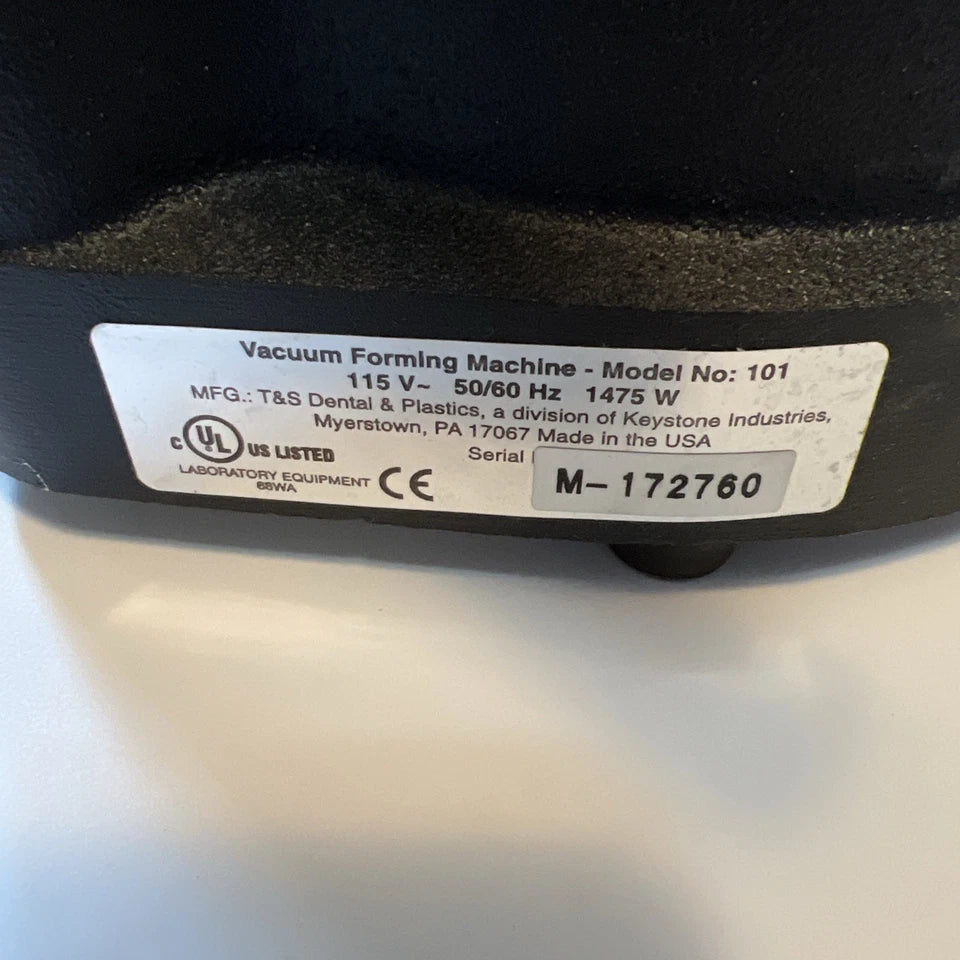 Vacuum Forming Machine - Model No: 101
115 V~ 50/60 Hz 1475 W
MFG.: T&S Dental & Plastics, a division of Keystone Industries,
Myerstown, PA 17067 Made in the USA
C UL US LISTED
LABORATORY EQUIPMENT
68WA
CE
Serial
M-172760